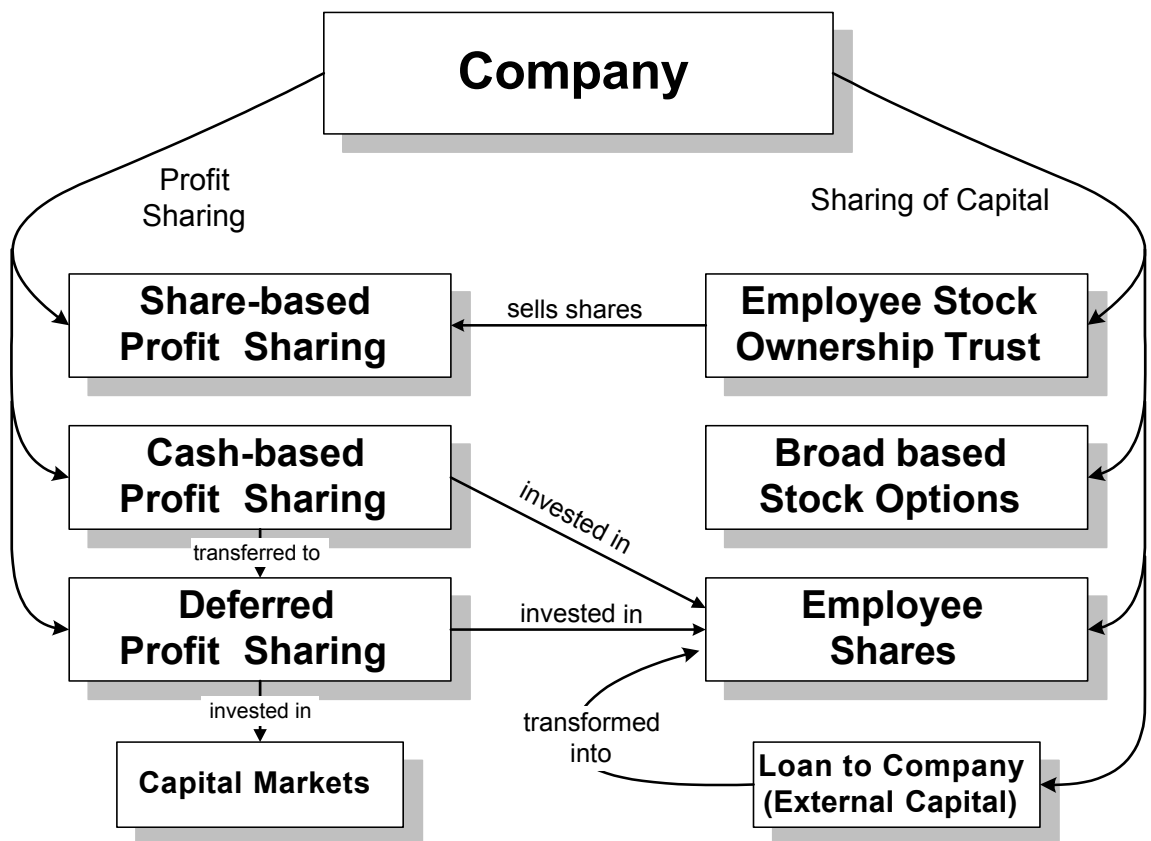 Company
Profit
Sharing
Sharing of Capital
Share-based
Profit Sharing
sells shares
Employee Stock
Ownership Trust
Cash-based
Profit Sharing
invested in
Broad based
Stock Options
transferred to
Deferred
Profit Sharing
invested in
Employee
Shares
invested in
transformed
into
Capital Markets
Loan to Company
(External Capital)